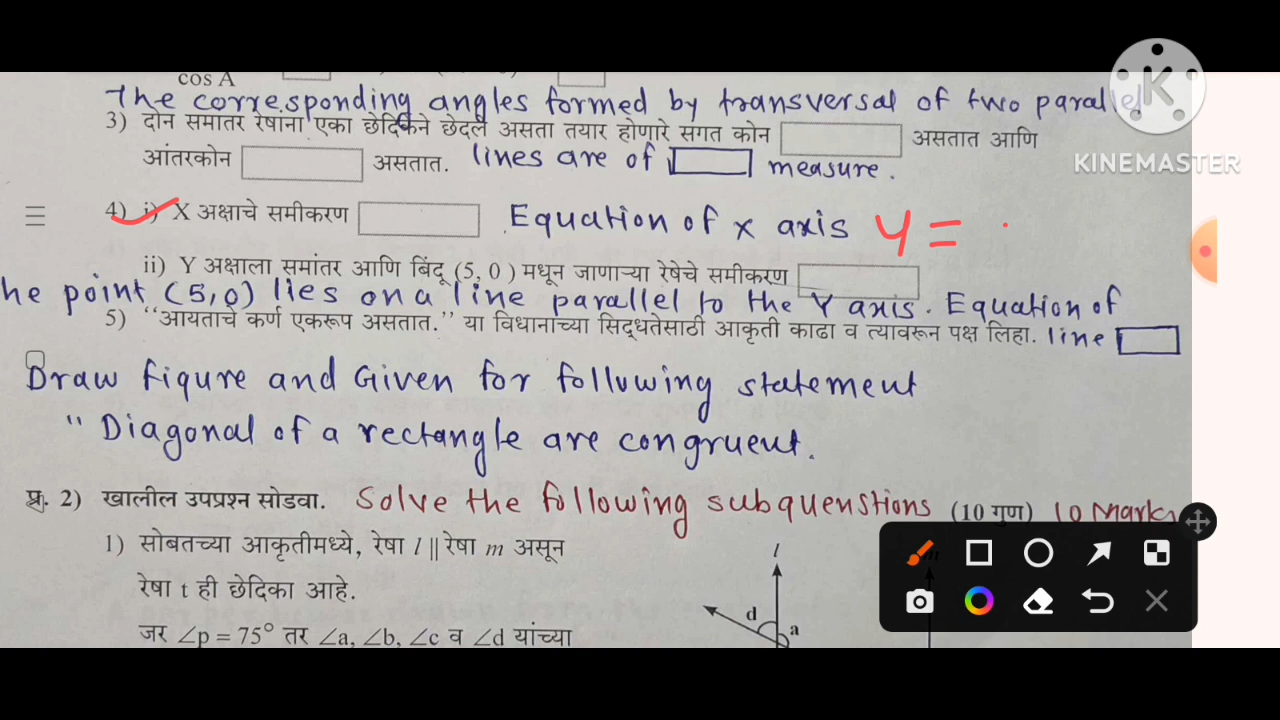 cos A
The corresponding angles formed by transversal of two parallel
KINEMASTER
3) दोन समांतर रेषांना एका छेदिकेने छेदले असता तयार होणारे संगत कोन असतात आणि
आंतरकोन असतात. lines are of measure.
4) i) X अक्षाचे समीकरण Equation of x axis y =
ii) Y अक्षाला समांतर आणि बिंदू (5, 0 ) मधून जाणाऱ्या रेषेचे समीकरण
he point (5,0) lies on a line parallel to the Y axis. Equation of
5) “आयताचे कर्ण एकरूप असतात.” या विधानाच्या सिद्धतेसाठी आकृती काढा व त्यावरून पक्ष लिहा. line
Draw figure and Given for following statement
" Diagonal of a rectangle are congruent.
प्र. 2) खालील उपप्रश्न सोडवा. Solve the following subquenstions (10 गुण) 10 Marks
1) सोबतच्या आकृतीमध्ये, रेषा l || रेषा m असून
रेषा t ही छेदिका आहे.
जर ∠p = 75° तर ∠a, ∠b, ∠c व ∠d यांच्या
l
d
a